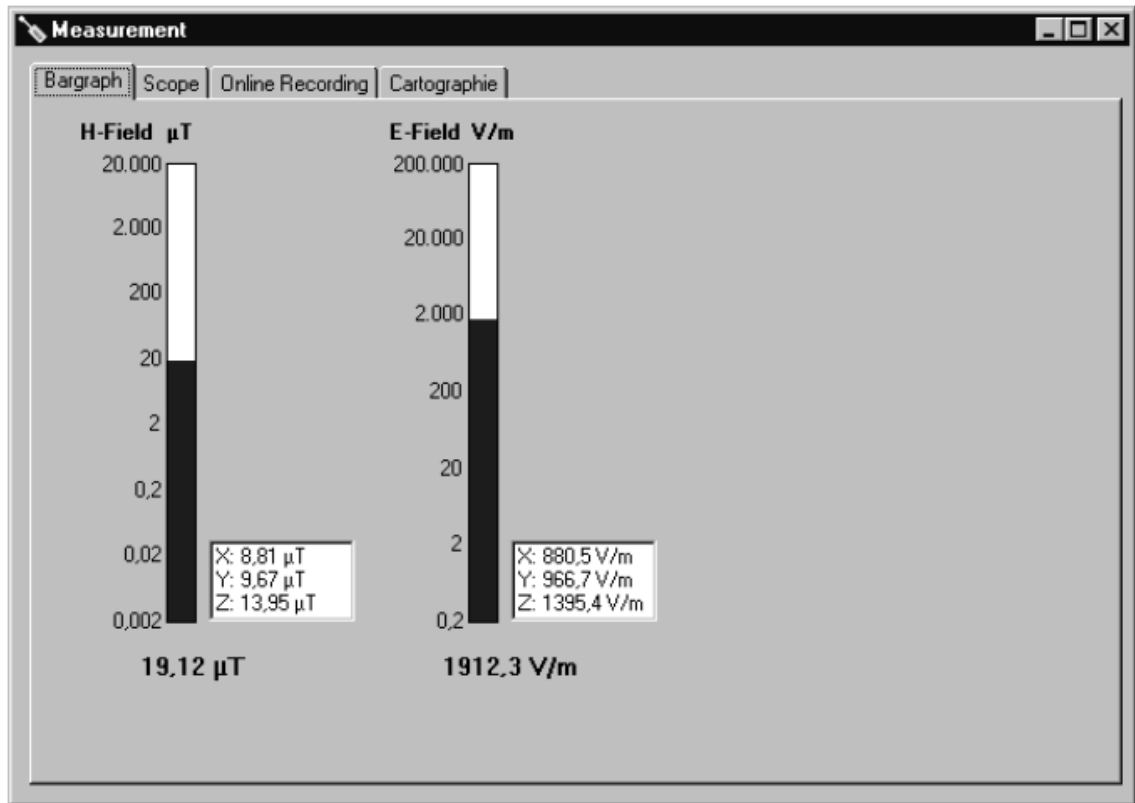 Measurement
Bargraph Scope Online Recording Cartographie
H-Field µT
20.000
2.000
200
20
2
0,2
0,02
0,002
X: 8,81 µT
Y: 9,67 µT
Z: 13,95 µT
19,12 µT
E-Field V/m
200.000
20.000
2.000
200
20
2
0,2
X: 880,5 V/m
Y: 966,7 V/m
Z: 1395,4 V/m
1912,3 V/m